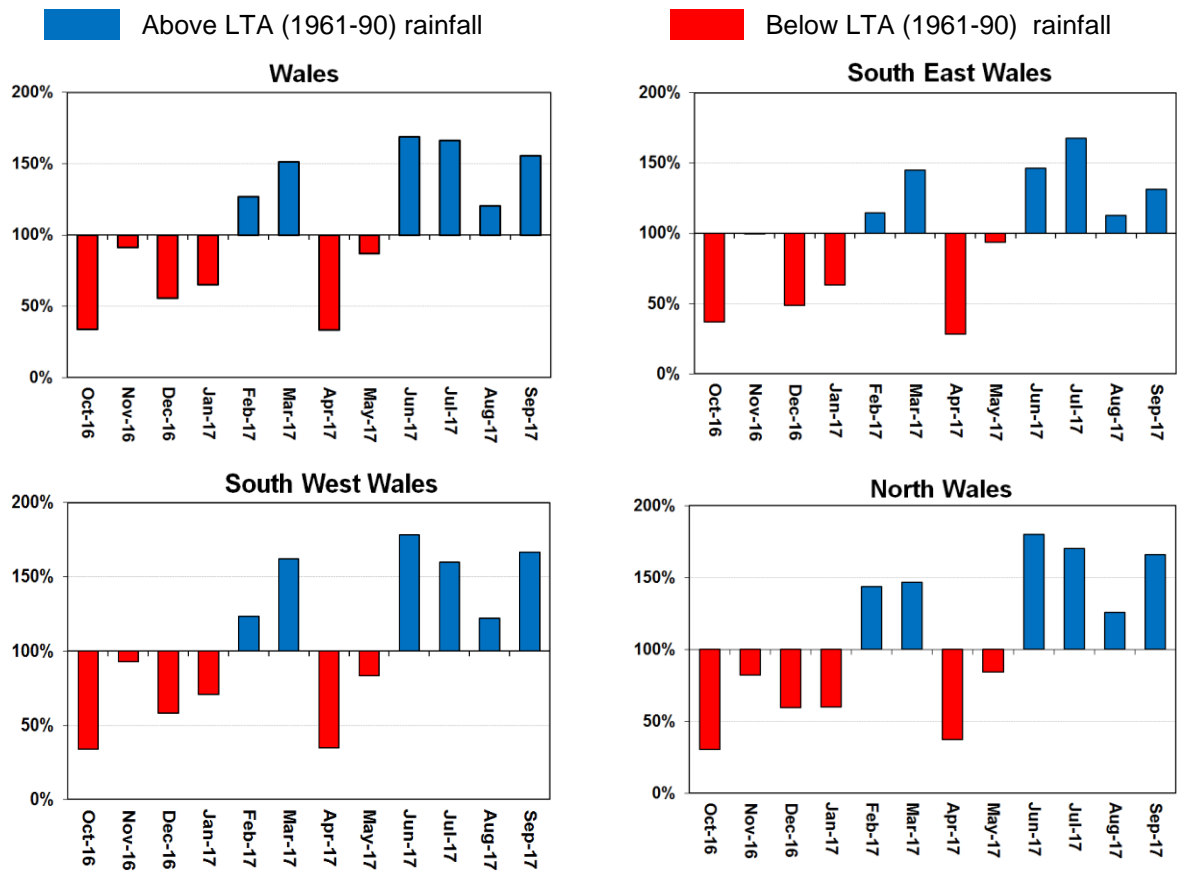 Above LTA (1961-90) rainfall
Below LTA (1961-90) rainfall
Wales
200%
150%
100%
50%
0%
Oct-16
Nov-16
Dec-16
Jan-17
Feb-17
Mar-17
Apr-17
May-17
Jun-17
Jul-17
Aug-17
Sep-17
South East Wales
200%
150%
100%
50%
0%
Oct-16
Nov-16
Dec-16
Jan-17
Feb-17
Mar-17
Apr-17
May-17
Jun-17
Jul-17
Aug-17
Sep-17
South West Wales
200%
150%
100%
50%
0%
Oct-16
Nov-16
Dec-16
Jan-17
Feb-17
Mar-17
Apr-17
May-17
Jun-17
Jul-17
Aug-17
Sep-17
North Wales
200%
150%
100%
50%
0%
Oct-16
Nov-16
Dec-16
Jan-17
Feb-17
Mar-17
Apr-17
May-17
Jun-17
Jul-17
Aug-17
Sep-17